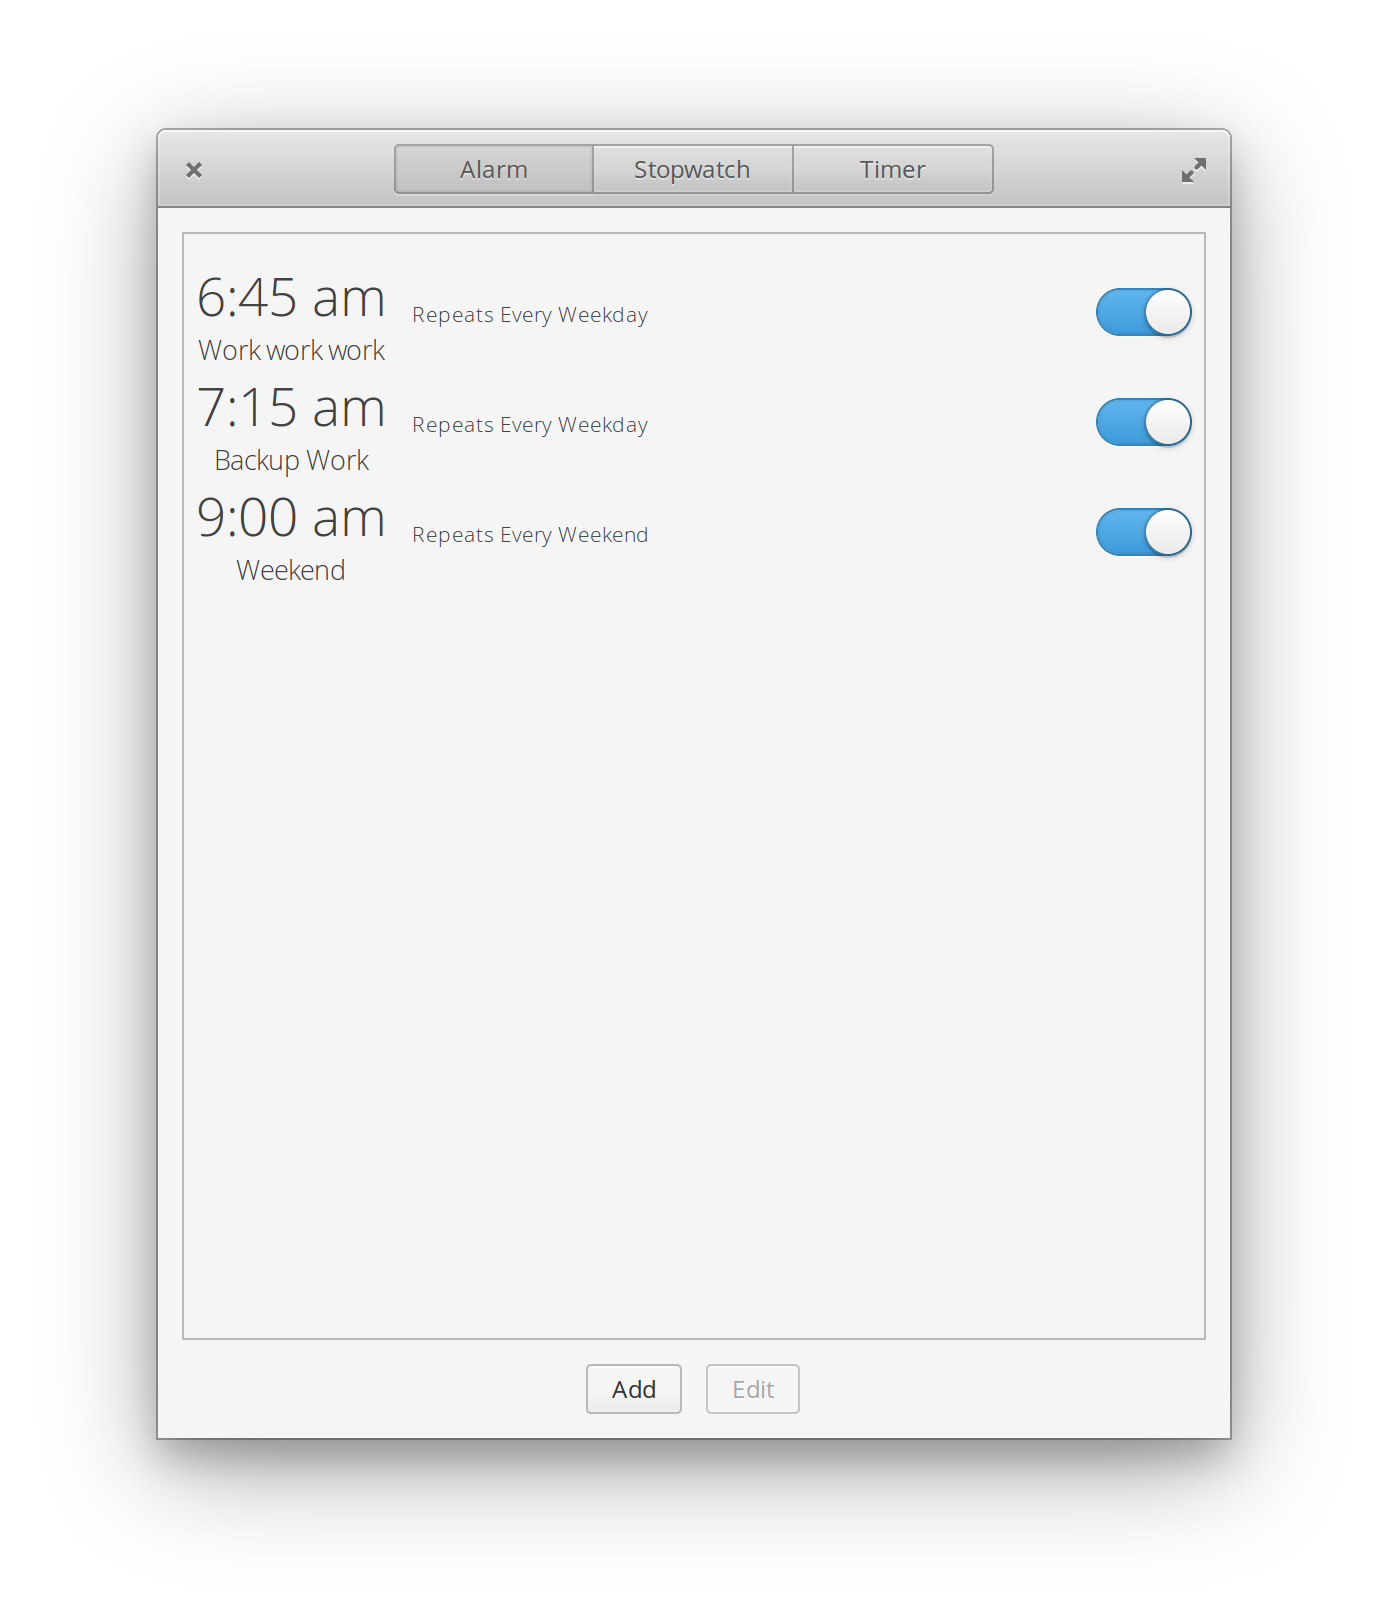 Alarm Stopwatch Timer
6:45 am Repeats Every Weekday
Work work work
7:15 am Repeats Every Weekday
Backup Work
9:00 am Repeats Every Weekend
Weekend
Add Edit